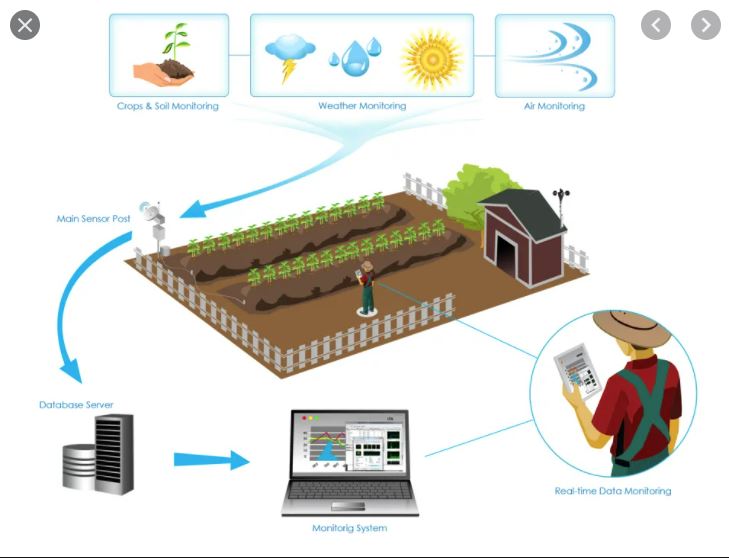 Crops & Soil Monitoring
Weather Monitoring
Air Monitoring
Main Sensor Post
Database Server
Monitorig System
Real-time Data Monitoring